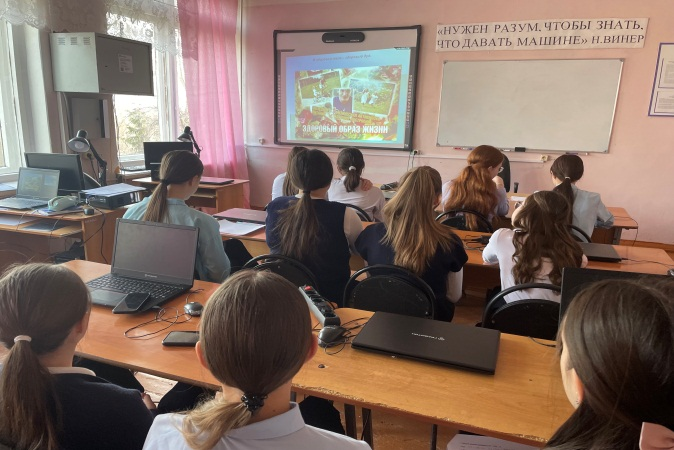 «НУЖЕН РАЗУМ, ЧТОБЫ ЗНАТЬ,
ЧТО ДАВАТЬ МАШИНЕ» Н.ВИНЕР
ЗДОРОВЫЙ ОБРАЗ ЖИЗНИ